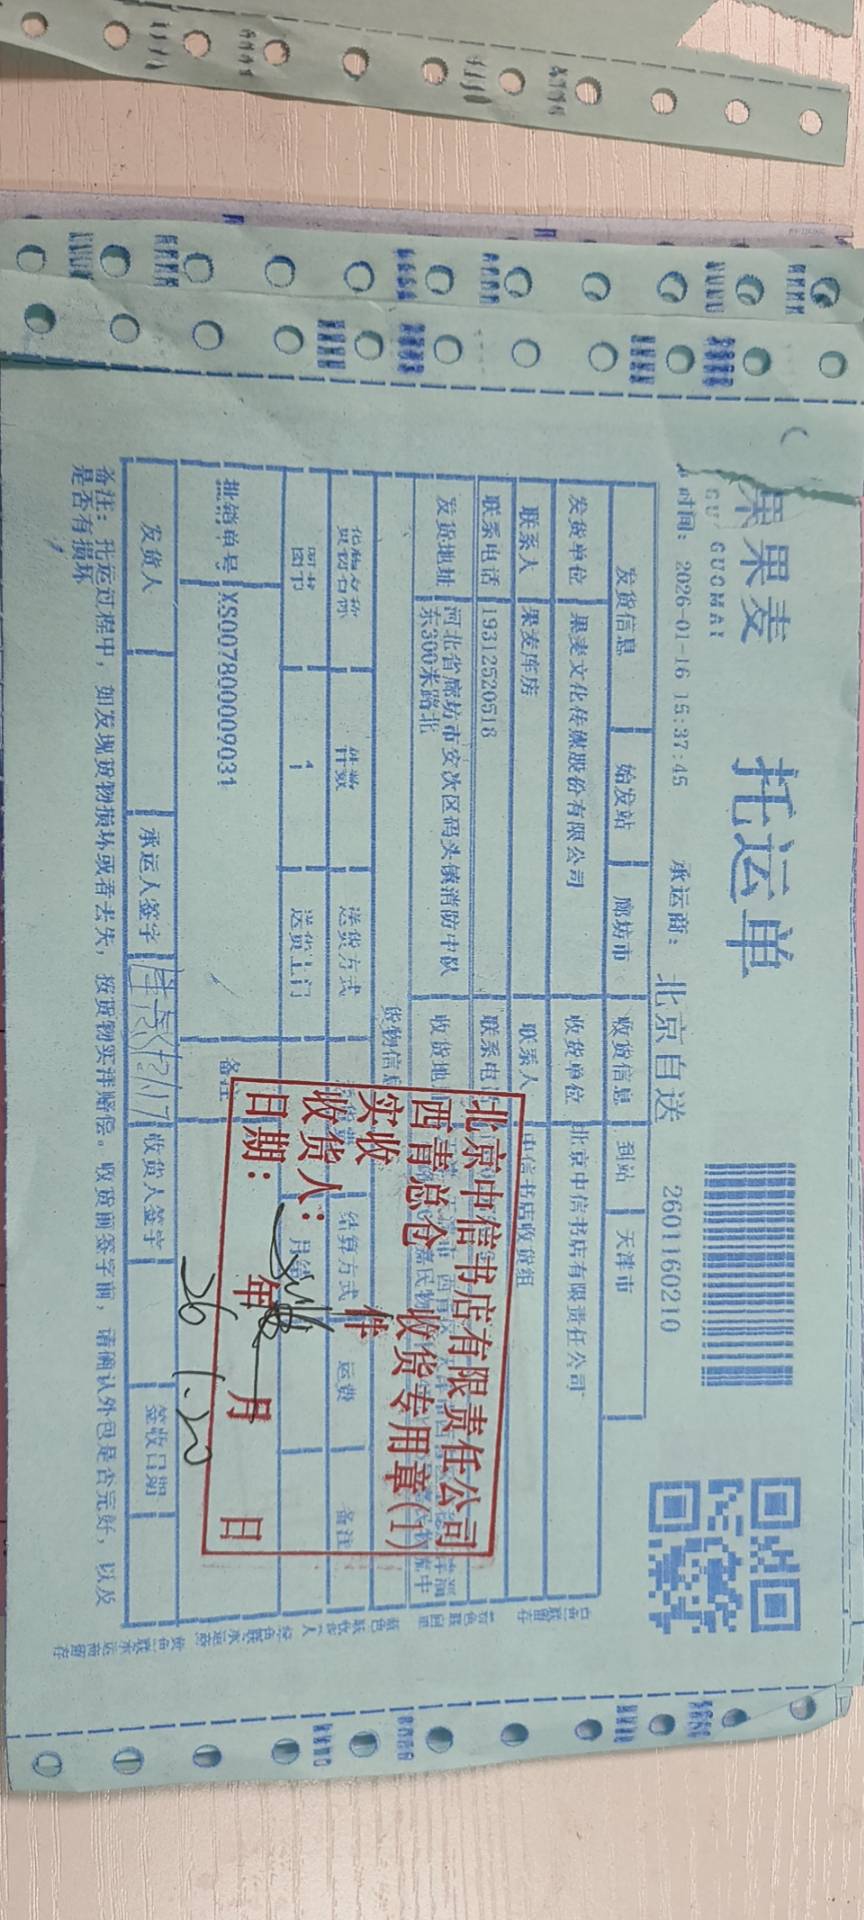 果麦
GUOMAI
托运单
时间: 2026-01-16 15:37:45
承运商: 北京自送
2601160210
发货信息 始发站 廊坊市 收货信息 到站 天津市
发货单位 果麦文化传媒股份有限公司 收货单位 北京中信书店有限责任公司
联系人 果麦库房 联系人 中信书店收货组
联系电话 19312520518 联系电
发货地址 河北省廊坊市安次区码头镇消防中队东300米路北 收货地
货物信息
货物名称 件数 送货方式 结算方式 运费 备注
图书 1 送货上门 月结
批销单号 XS007800009031 备注
发货人 承运人签字 收货人签字 签收日期
备注: 托运过程中, 如发现货物损坏或者丢失, 按货物实洋赔偿。收货前签字前, 请确认外包是否完好, 以及
是否有损坏
北京中信书店有限责任公司
西青总仓 收货专用章(1)
实收 件
收货人:
日期: 年 月 日
26 1.20